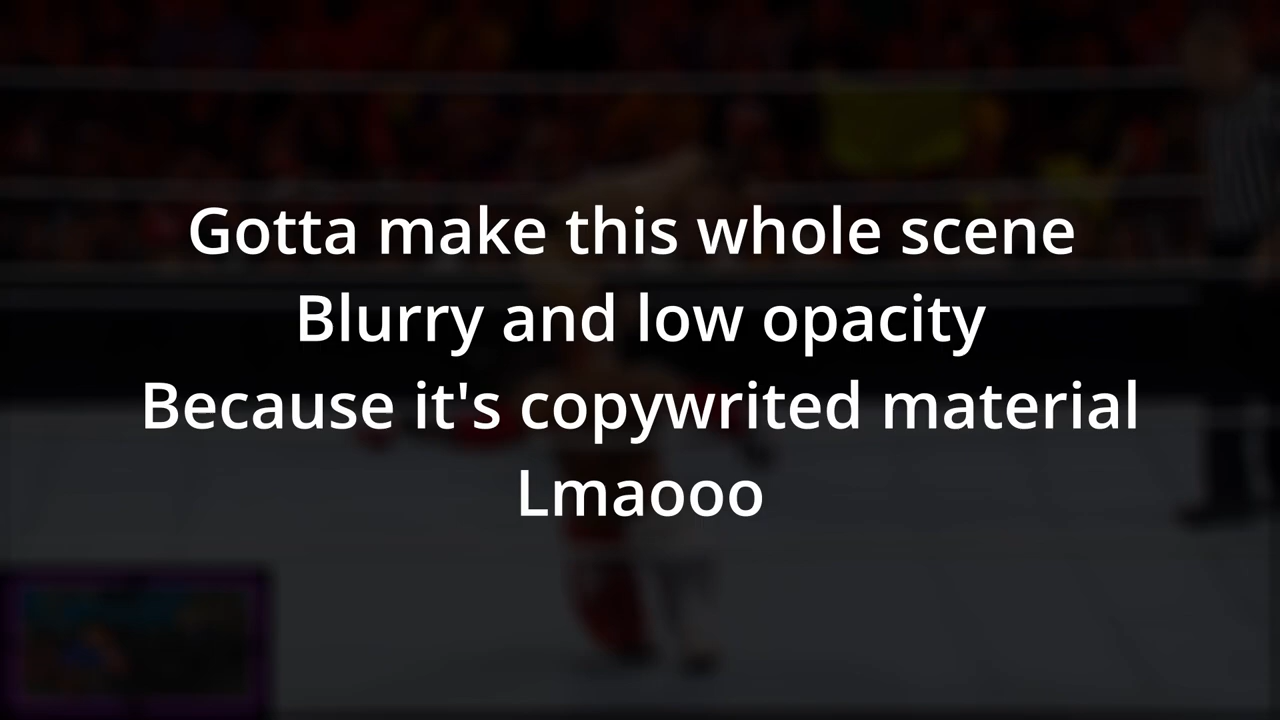 Gotta make this whole scene
Blurry and low opacity
Because it's copywrited material
Lmaooo